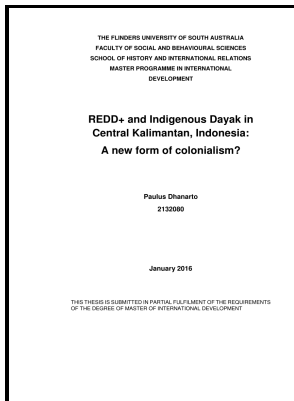 THE FLINDERS UNIVERSITY OF SOUTH AUSTRALIA
FACULTY OF SOCIAL AND BEHAVIOURAL SCIENCES
SCHOOL OF HISTORY AND INTERNATIONAL RELATIONS
MASTER PROGRAMME IN INTERNATIONAL
DEVELOPMENT
REDD+ and Indigenous Dayak in
Central Kalimantan, Indonesia:
A new form of colonialism?
Paulus Dhanarto
2132080
January 2016
THIS THESIS IS SUBMITTED IN PARTIAL FULFILMENT OF THE REQUIREMENTS
OF THE DEGREE OF MASTER OF INTERNATIONAL DEVELOPMENT